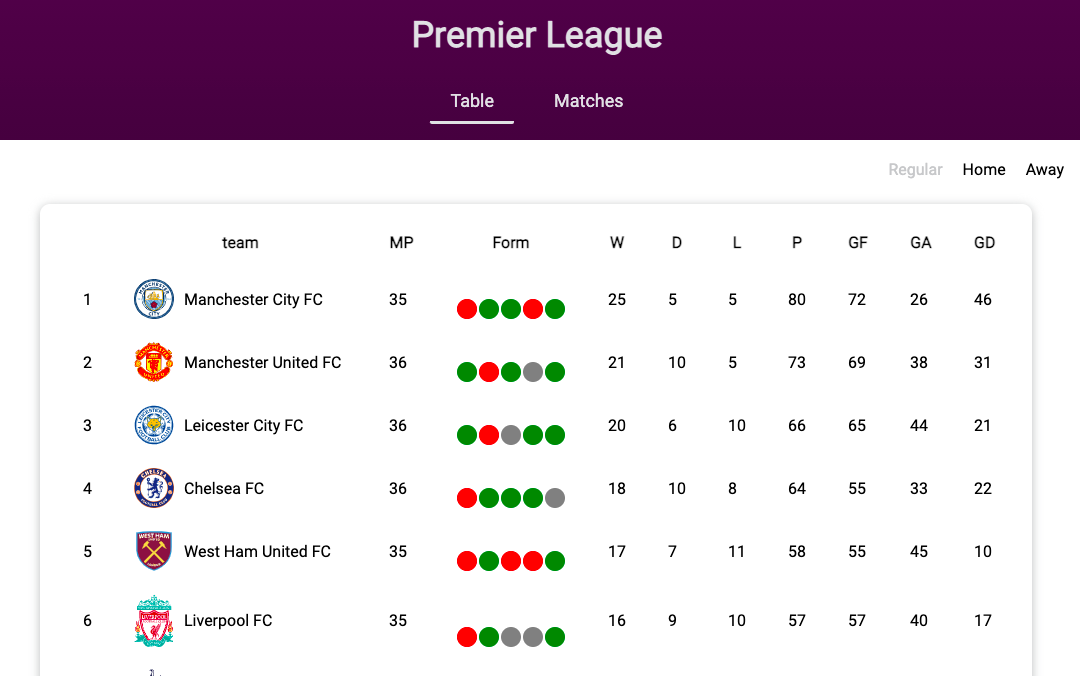 Premier League
Table Matches
Regular Home Away
team MP Form W D L P GF GA GD
1 Manchester City FC 35 25 5 5 80 72 26 46
2 Manchester United FC 36 21 10 5 73 69 38 31
3 Leicester City FC 36 20 6 10 66 65 44 21
4 Chelsea FC 36 18 10 8 64 55 33 22
5 West Ham United FC 35 17 7 11 58 55 45 10
6 Liverpool FC 35 16 9 10 57 57 40 17